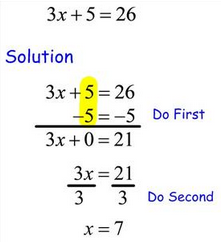 3x + 5 = 26
Solution
3x + 5 = 26
−5 = −5 Do First
3x + 0 = 21
3x = 21
3 3 Do Second
x = 7